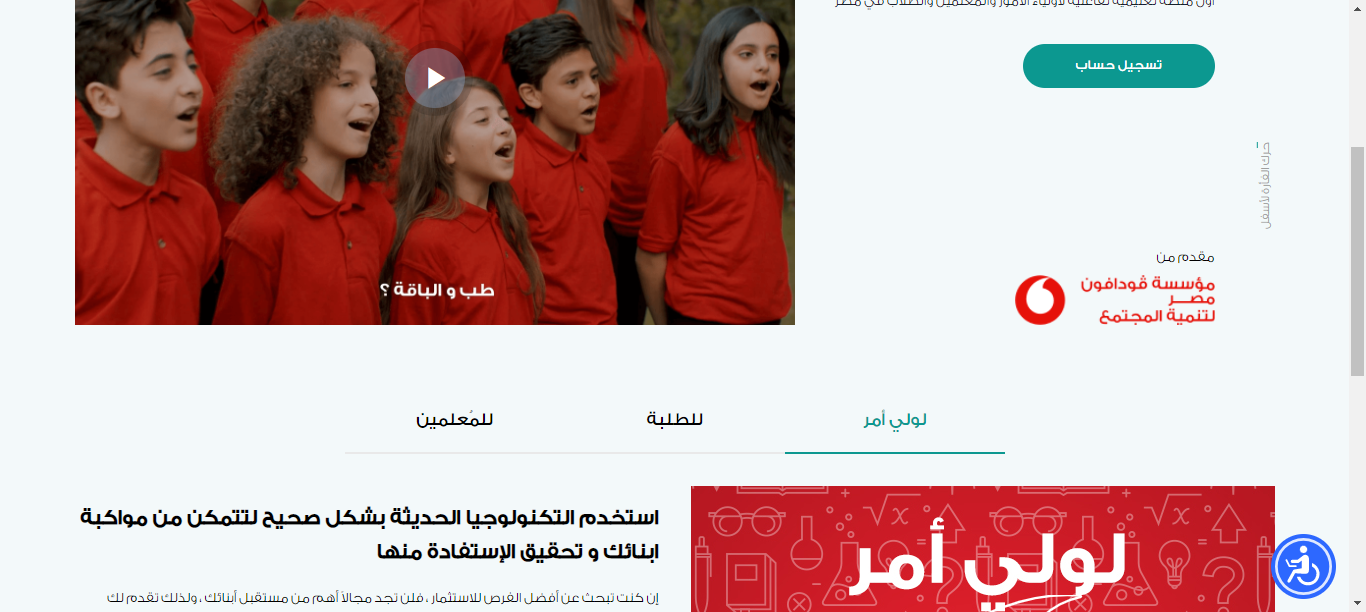 أول منصة تعليمية تفاعلية لأولياء الأمور والمعلمين والطلاب في مصر
تسجيل حساب
حرك الفأرة لأسفل
مقدم من
مؤسسة ڤودافون
مصر
لتنمية المجتمع
طب و الباقة ؟
لولي أمر
للطلبة
للمُعلمين
استخدم التكنولوجيا الحديثة بشكل صحيح لتتمكن من مواكبة
ابنائك و تحقيق الإستفادة منها
إن كنت تبحث عن أفضل الفرص للاستثمار ، فلن تجد مجالاً أهم من مستقبل أبنائك ، ولذلك تقدم لك
لولي أمر
√x
√x